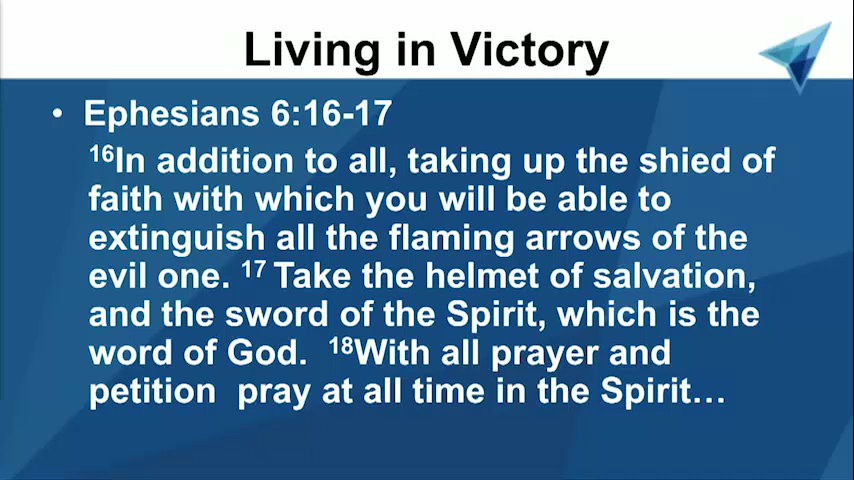 Living in Victory
• Ephesians 6:16-17
16In addition to all, taking up the shied of
faith with which you will be able to
extinguish all the flaming arrows of the
evil one. 17 Take the helmet of salvation,
and the sword of the Spirit, which is the
word of God.  18With all prayer and
petition  pray at all time in the Spirit…